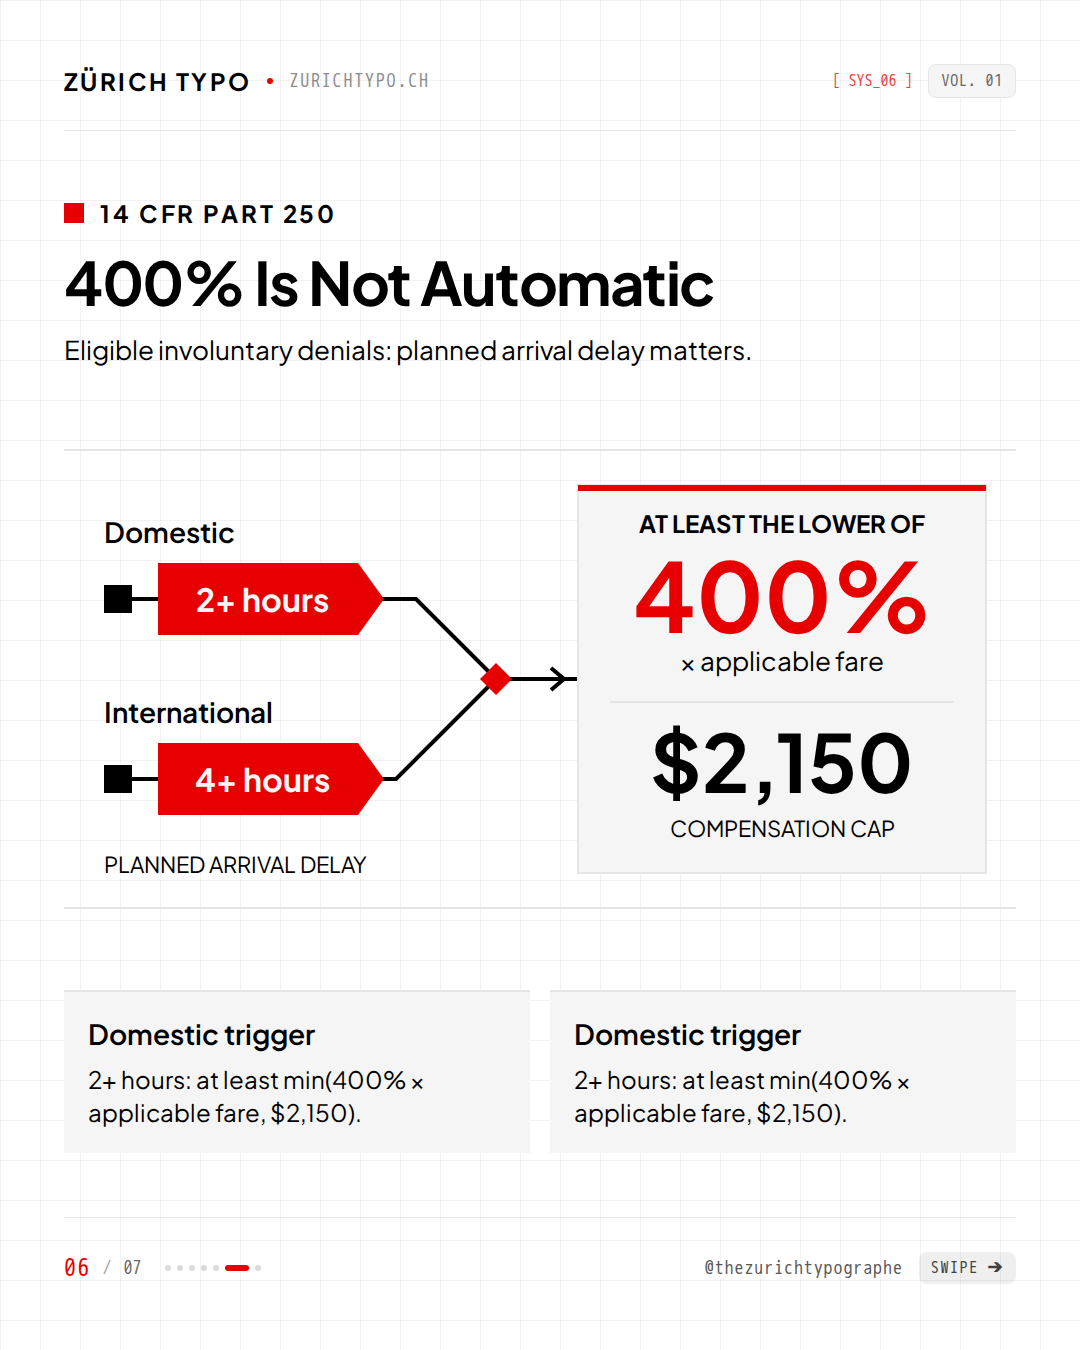 ZÜRICH TYPO • ZURICHTYPO.CH
[ SYS_06 ] VOL. 01
14 CFR PART 250
400% Is Not Automatic
Eligible involuntary denials: planned arrival delay matters.
Domestic
2+ hours
International
4+ hours
PLANNED ARRIVAL DELAY
AT LEAST THE LOWER OF
400%
× applicable fare
$2,150
COMPENSATION CAP
Domestic trigger
2+ hours: at least min(400% ×
applicable fare, $2,150).
Domestic trigger
2+ hours: at least min(400% ×
applicable fare, $2,150).
06 / 07
@thezurichtypographe SWIPE →